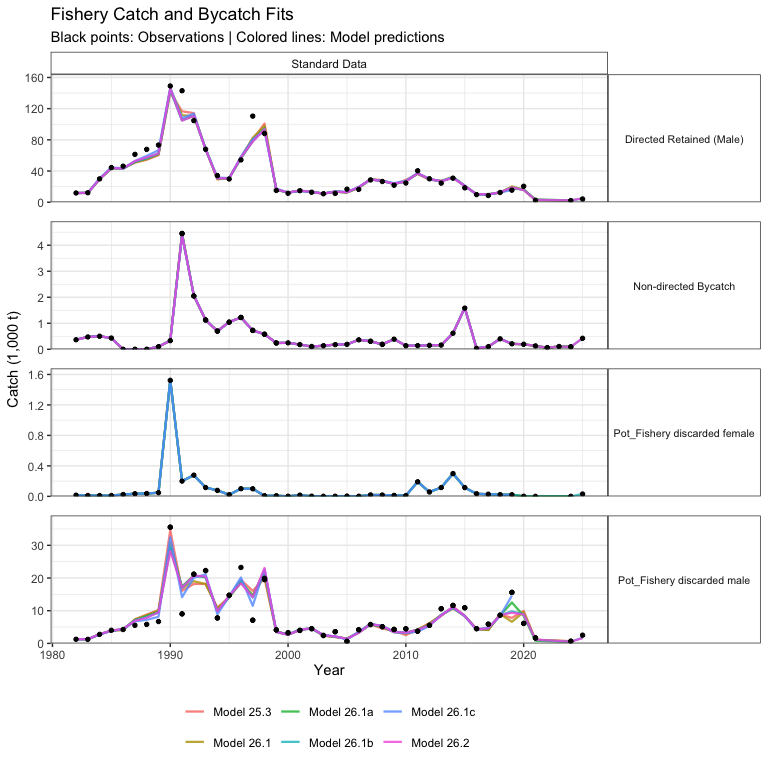 Fishery Catch and Bycatch Fits
Black points: Observations | Colored lines: Model predictions
Standard Data
160
120
80
40
0
Directed Retained (Male)
4
3
2
1
0
Non-directed Bycatch
1.6
1.2
0.8
0.4
0.0
Pot_Fishery discarded female
30
20
10
0
Pot_Fishery discarded male
Catch (1,000 t)
1980 1990 2000 2010 2020
Year
Model 25.3 Model 26.1a Model 26.1c
Model 26.1 Model 26.1b Model 26.2